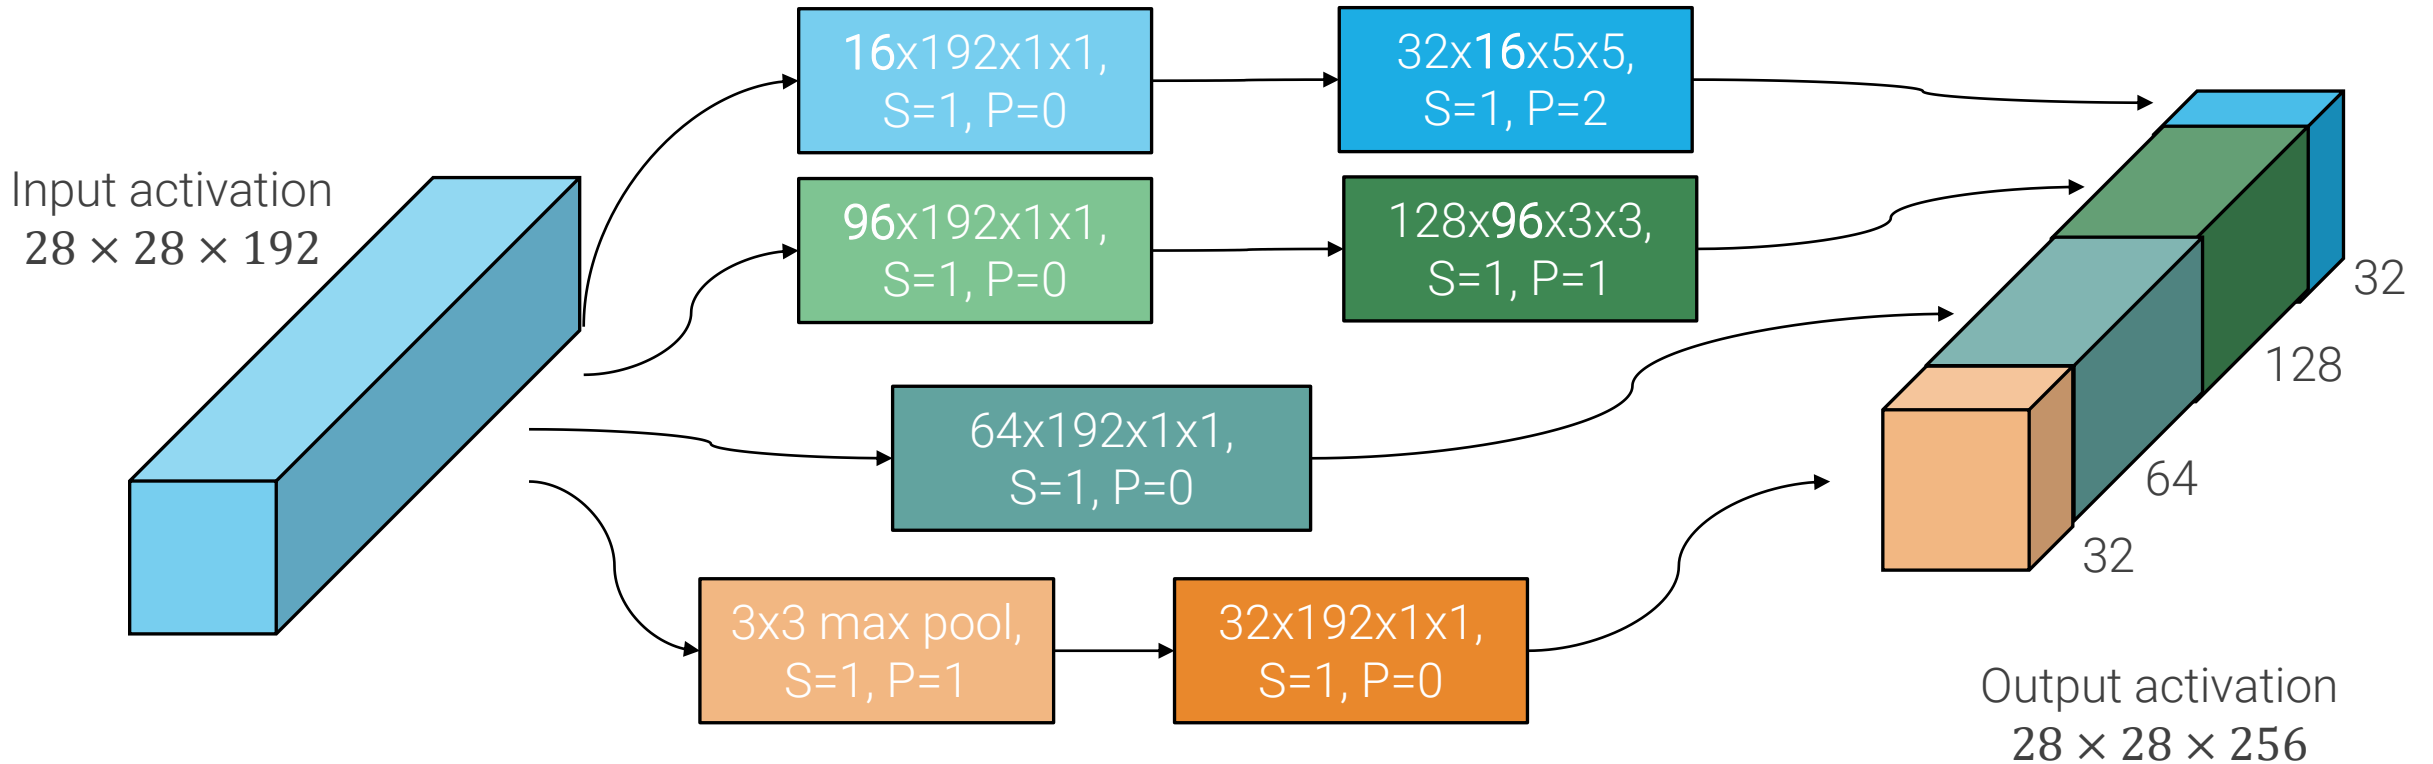 Input activation
28 × 28 × 192
16x192x1x1,
S=1, P=0
32x16x5x5,
S=1, P=2
96x192x1x1,
S=1, P=0
128x96x3x3,
S=1, P=1
64x192x1x1,
S=1, P=0
3x3 max pool,
S=1, P=1
32x192x1x1,
S=1, P=0
32
128
64
32
Output activation
28 × 28 × 256